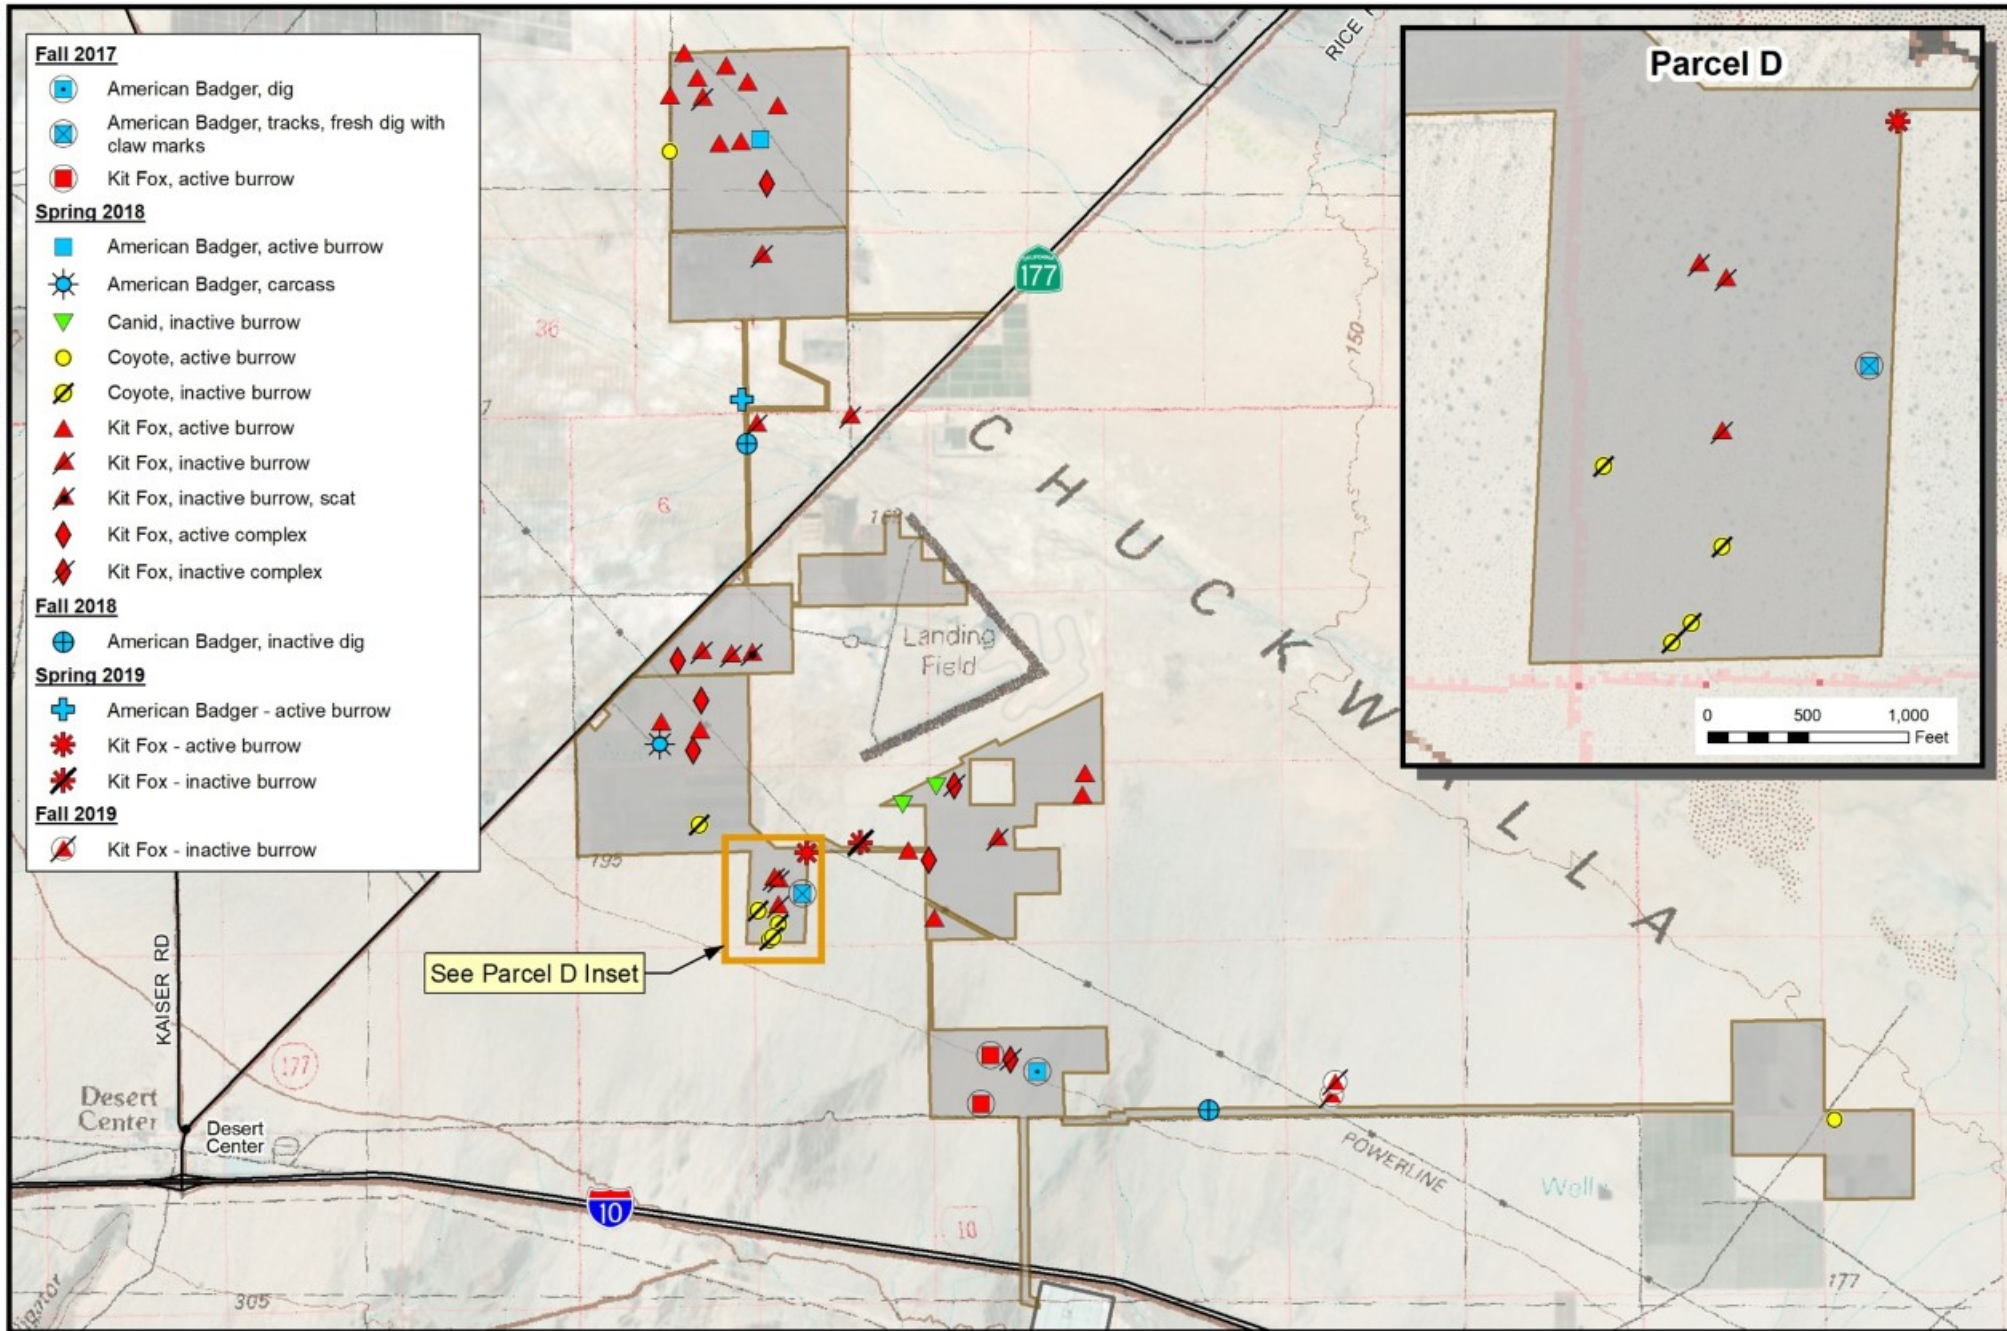 Fall 2017
American Badger, dig
American Badger, tracks, fresh dig with
claw marks
Kit Fox, active burrow
Spring 2018
American Badger, active burrow
American Badger, carcass
Canid, inactive burrow
Coyote, active burrow
Coyote, inactive burrow
Kit Fox, active burrow
Kit Fox, inactive burrow
Kit Fox, inactive burrow, scat
Kit Fox, active complex
Kit Fox, inactive complex
Fall 2018
American Badger, inactive dig
Spring 2019
American Badger - active burrow
Kit Fox - active burrow
Kit Fox - inactive burrow
Fall 2019
Kit Fox - inactive burrow
RICE
Parcel D
0 500 1,000
Feet
CALIFORNIA
177
36
150
6
CHUCKWALLA
Landing
Field
195
See Parcel D Inset
KAISER RD
177
Desert
Center
Desert
Center
POWERLINE
Well
10
10
177
305